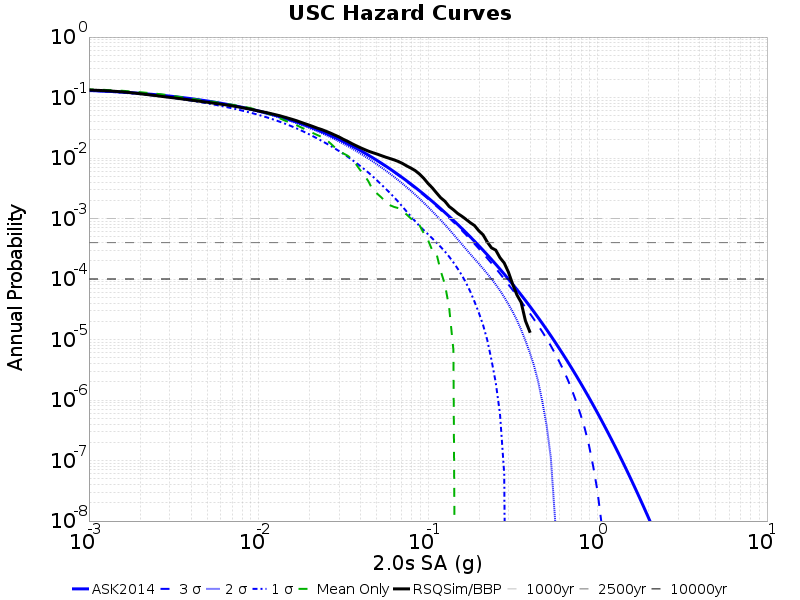 USC Hazard Curves
10^0
10^-1
10^-2
10^-3
10^-4
10^-5
10^-6
10^-7
10^-8
Annual Probability
10^-3 10^-2 10^-1 10^0 10^1
2.0s SA (g)
ASK2014 3 σ 2 σ 1 σ Mean Only RSQSim/BBP 1000yr 2500yr 10000yr